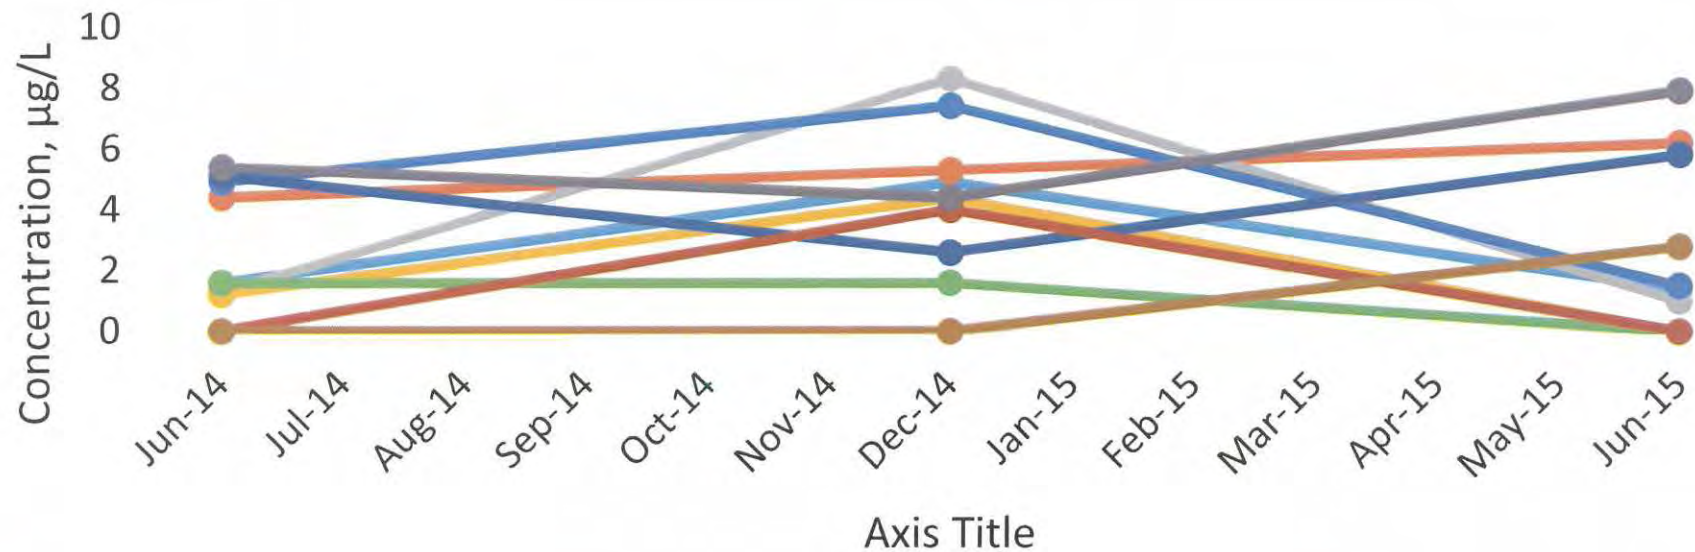 Concentration, µg/L
10
8
6
4
2
0
Jun-14
Jul-14
Aug-14
Sep-14
Oct-14
Nov-14
Dec-14
Jan-15
Feb-15
Mar-15
Apr-15
May-15
Jun-15
Axis Title